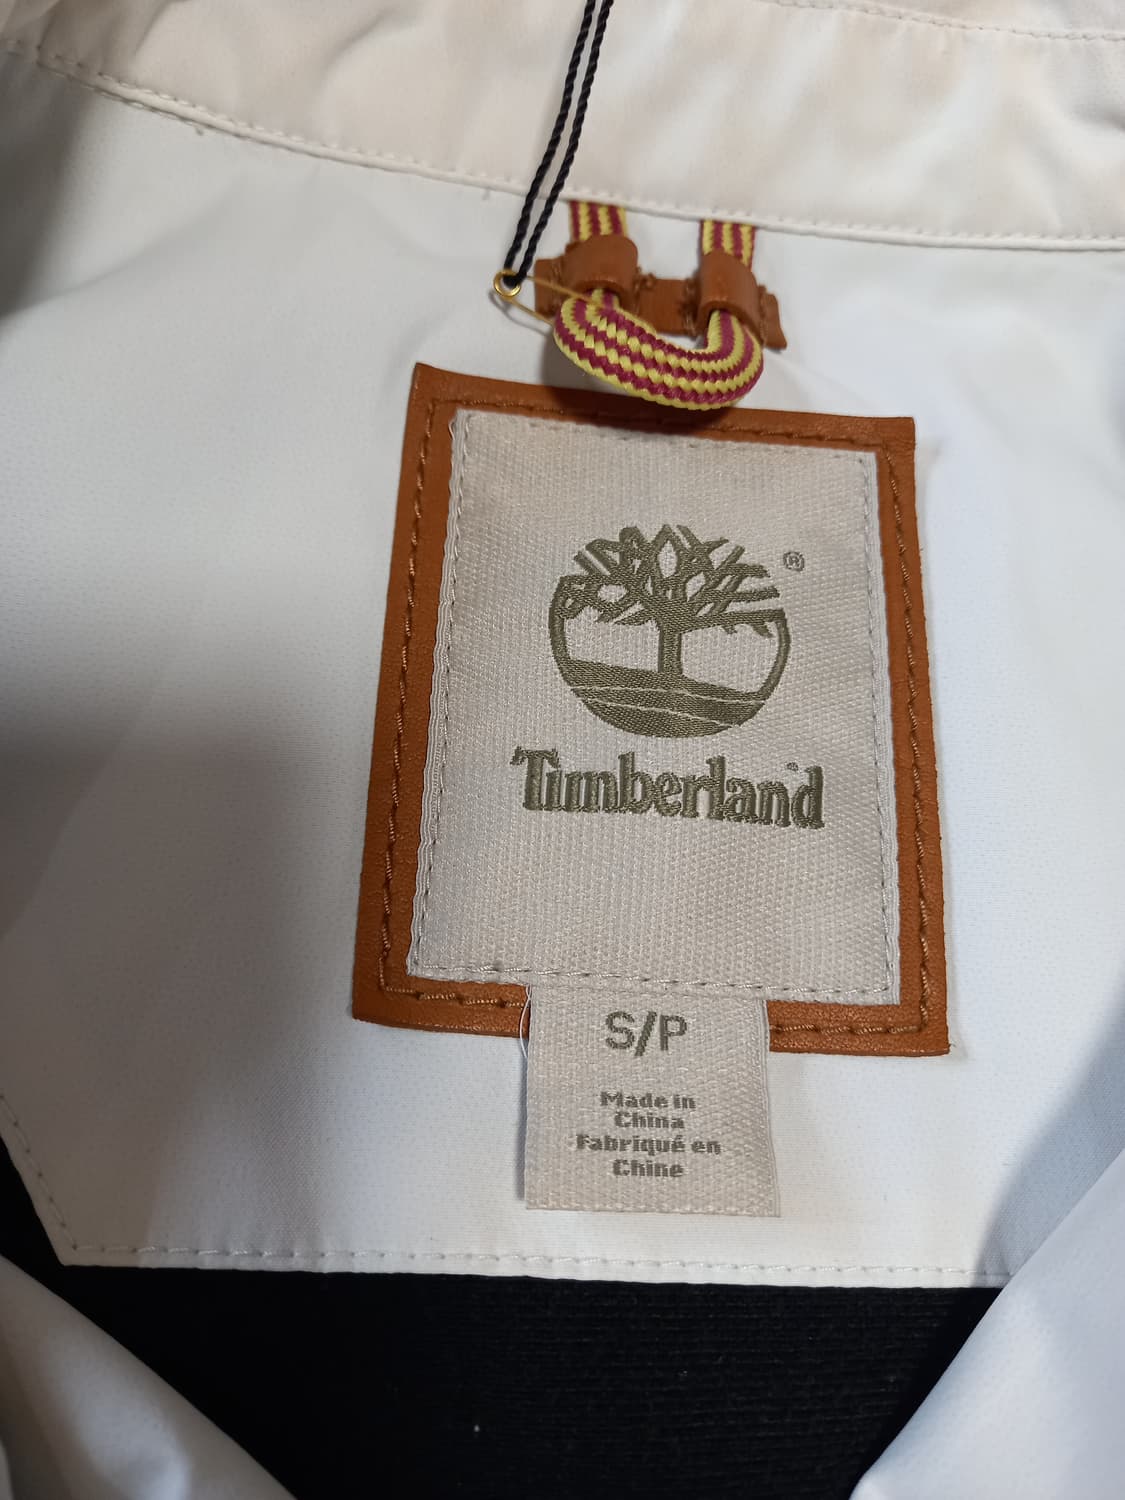 ®
Timberland
S/P
Made in
China
Fabriqué en
Chine